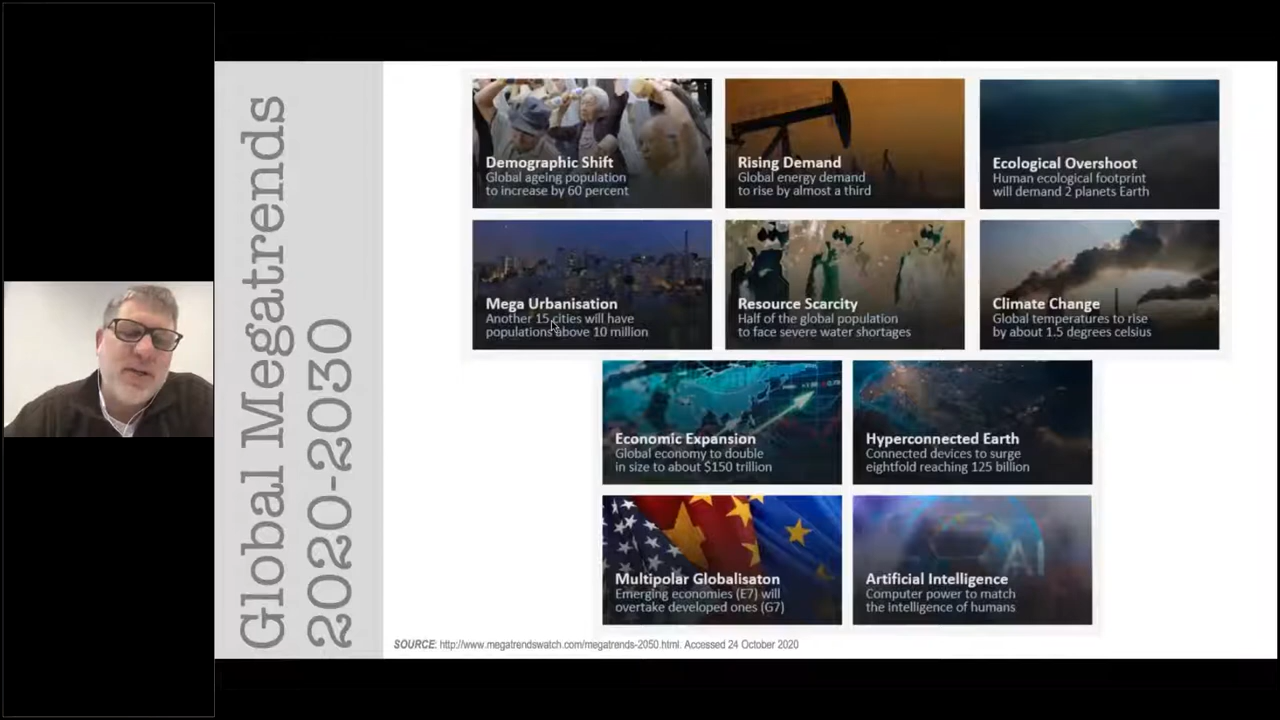 Global Megatrends
2020-2030
Demographic Shift
Global ageing population
to increase by 60 percent
Rising Demand
Global energy demand
to rise by almost a third
Ecological Overshoot
Human ecological footprint
will demand 2 planets Earth
Mega Urbanisation
Another 15 cities will have
populations above 10 million
Resource Scarcity
Half of the global population
to face severe water shortages
Climate Change
Global temperatures to rise
by about 1.5 degrees celsius
Economic Expansion
Global economy to double
in size to about $150 trillion
Hyperconnected Earth
Connected devices to surge
eightfold reaching 125 billion
Multipolar Globalisaton
Emerging economies (E7) will
overtake developed ones (G7)
AI
Artificial Intelligence
Computer power to match
the intelligence of humans
SOURCE: http://www.megatrendswatch.com/megatrends-2050.html. Accessed 24 October 2020